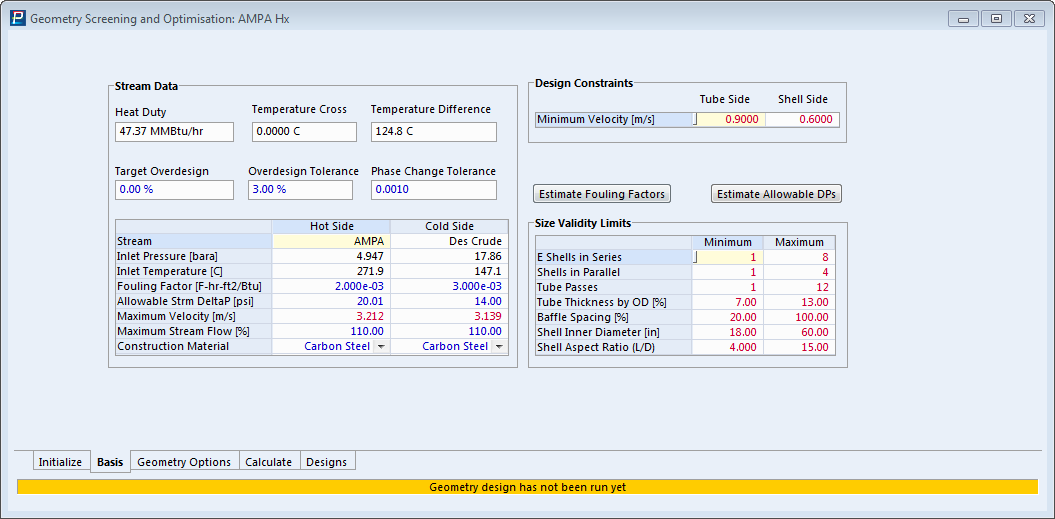 Geometry Screening and Optimisation: AMPA Hx
Stream Data
Heat Duty Temperature Cross Temperature Difference
47.37 MMBtu/hr 0.0000 C 124.8 C
Target Overdesign Overdesign Tolerance Phase Change Tolerance
0.00 % 3.00 % 0.0010
Hot Side Cold Side
Stream AMPA Des Crude
Inlet Pressure [bara] 4.947 17.86
Inlet Temperature [C] 271.9 147.1
Fouling Factor [F-hr-ft2/Btu] 2.000e-03 3.000e-03
Allowable Strm DeltaP [psi] 20.01 14.00
Maximum Velocity [m/s] 3.212 3.139
Maximum Stream Flow [%] 110.00 110.00
Construction Material Carbon Steel Carbon Steel
Design Constraints
Tube Side Shell Side
Minimum Velocity [m/s] 0.9000 0.6000
Estimate Fouling Factors Estimate Allowable DPs
Size Validity Limits
Minimum Maximum
E Shells in Series 1 8
Shells in Parallel 1 4
Tube Passes 1 12
Tube Thickness by OD [%] 7.00 13.00
Baffle Spacing [%] 20.00 100.00
Shell Inner Diameter [in] 18.00 60.00
Shell Aspect Ratio (L/D) 4.000 15.00
Initialize Basis Geometry Options Calculate Designs
Geometry design has not been run yet